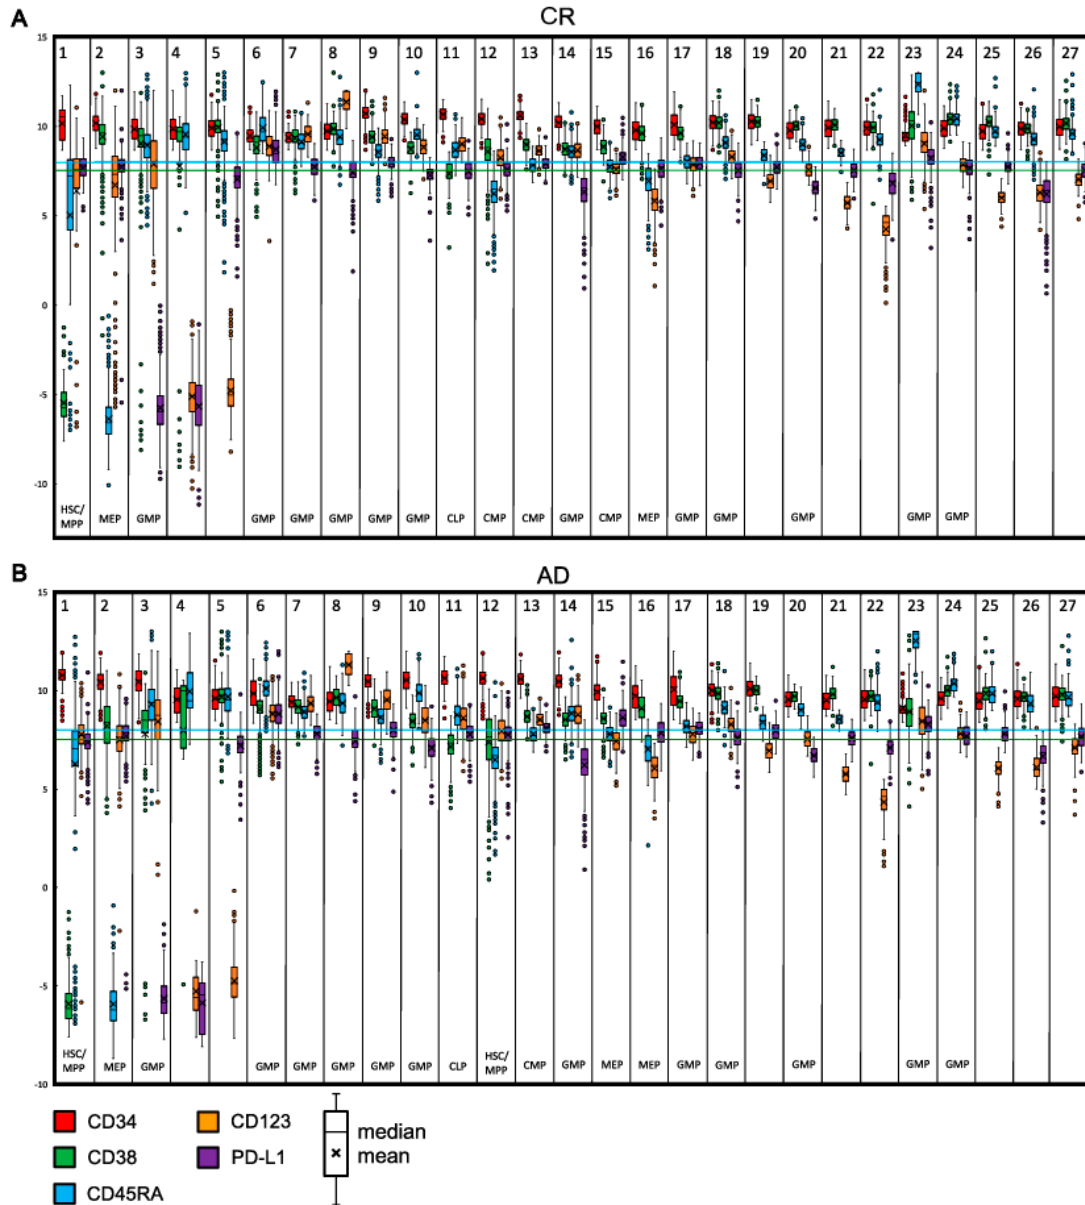 A
CR
15
10
5
0
-5
-10
1 2 3 4 5 6 7 8 9 10 11 12 13 14 15 16 17 18 19 20 21 22 23 24 25 26 27
HSC/ MPP MEP GMP GMP GMP GMP GMP GMP CLP CMP CMP GMP CMP MEP GMP GMP GMP GMP GMP
B
AD
15
10
5
0
-5
-10
1 2 3 4 5 6 7 8 9 10 11 12 13 14 15 16 17 18 19 20 21 22 23 24 25 26 27
HSC/ MPP MEP GMP GMP GMP GMP GMP GMP CLP HSC/ MPP CMP GMP MEP MEP GMP GMP GMP GMP GMP
CD34 CD123
CD38 PD-L1
CD45RA
median
mean